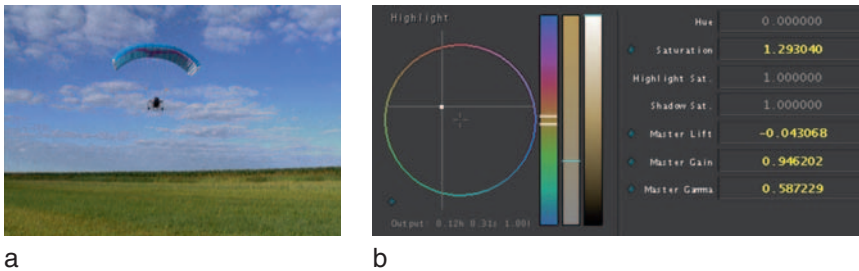 Highlight
Hue 0.000000
Saturation 1.293040
Highlight Sat. 1.000000
Shadow Sat. 1.000000
Master Lift -0.043068
Master Gain 0.946202
Master Gamma 0.587229
Output: 0.12h 0.31s 1.00l
a
b